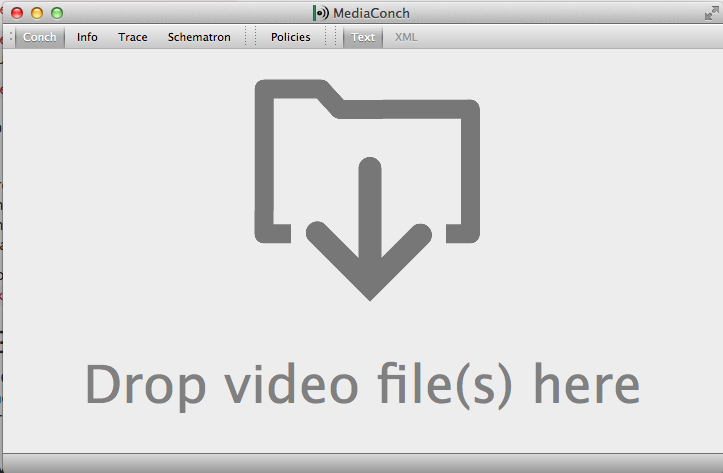 MediaConch
Conch Info Trace Schematron Policies Text XML
Drop video file(s) here